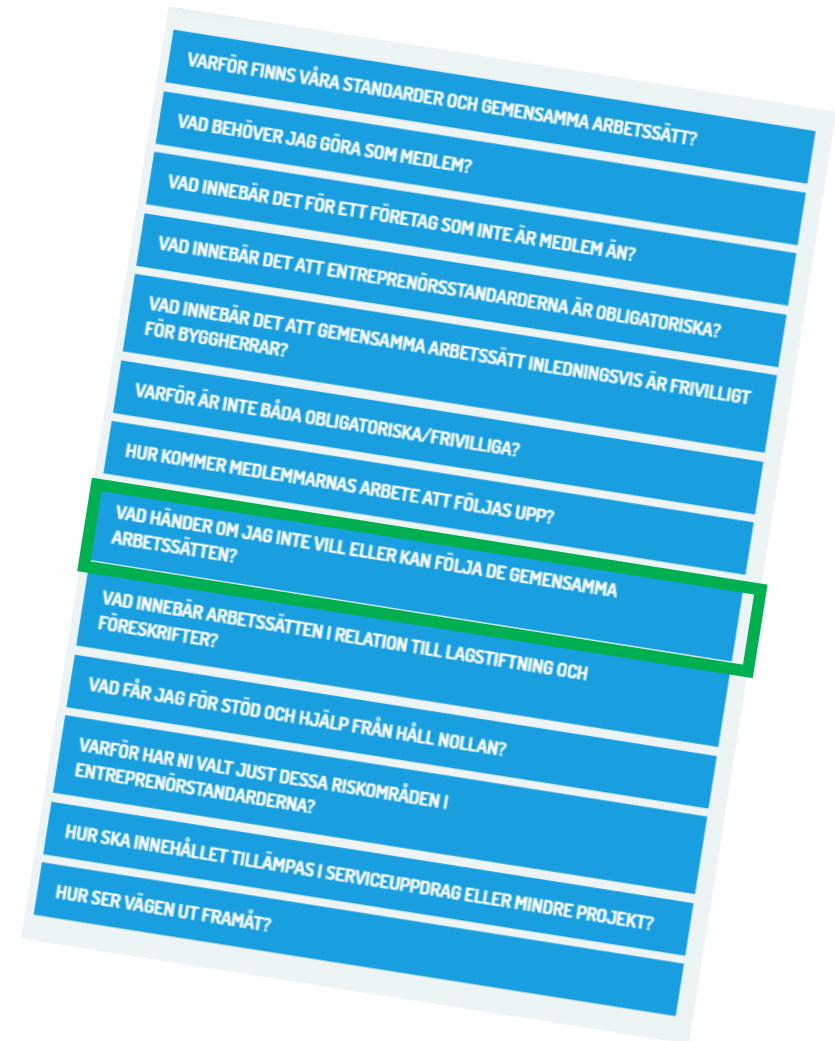 VARFÖR FINNS VÅRA STANDARDER OCH GEMENSAMMA ARBETSSÄTT?
VAD BEHÖVER JAG GÖRA SOM MEDLEM?
VAD INNEBÄR DET FÖR ETT FÖRETAG SOM INTE ÄR MEDLEM ÄN?
VAD INNEBÄR DET ATT ENTREPRENÖRSSTANDARDERNA ÄR OBLIGATORISKA?
VAD INNEBÄR DET ATT GEMENSAMMA ARBETSSÄTT INLEDNINGSVIS ÄR FRIVILLIGT
FÖR BYGGHERRAR?
VARFÖR ÄR INTE BÅDA OBLIGATORISKA/FRIVILLIGA?
HUR KOMMER MEDLEMMARNAS ARBETE ATT FÖLJAS UPP?
VAD HÄNDER OM JAG INTE VILL ELLER KAN FÖLJA DE GEMENSAMMA
ARBETSSÄTTEN?
VAD INNEBÄR ARBETSSÄTTEN I RELATION TILL LAGSTIFTNING OCH
FÖRESKRIFTER?
VAD FÅR JAG FÖR STÖD OCH HJÄLP FRÅN HÅLL NOLLAN?
VARFÖR HAR NI VALT JUST DESSA RISKOMRÅDEN I
ENTREPRENÖRSTANDARDERNA?
HUR SKA INNEHÅLLET TILLÄMPAS I SERVICEUPPDRAG ELLER MINDRE PROJEKT?
HUR SER VÄGEN UT FRAMÅT?